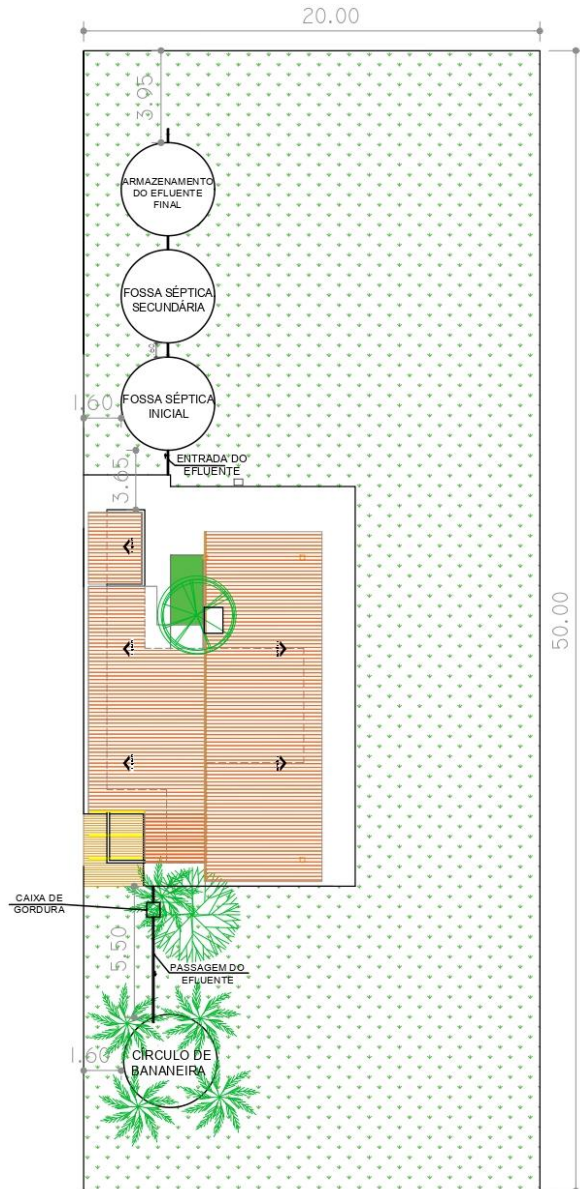 20.00
3.95
ARMAZENAMENTO
DO EFLUENTE
FINAL
FOSSA SÉPTICA
SECUNDÁRIA
FOSSA SÉPTICA
INICIAL
1.60
ENTRADA DO
EFLUENTE
3.65
50.00
CAIXA DE
GORDURA
5.50
PASSAGEM DO
EFLUENTE
1.60
CÍRCULO DE
BANANEIRA